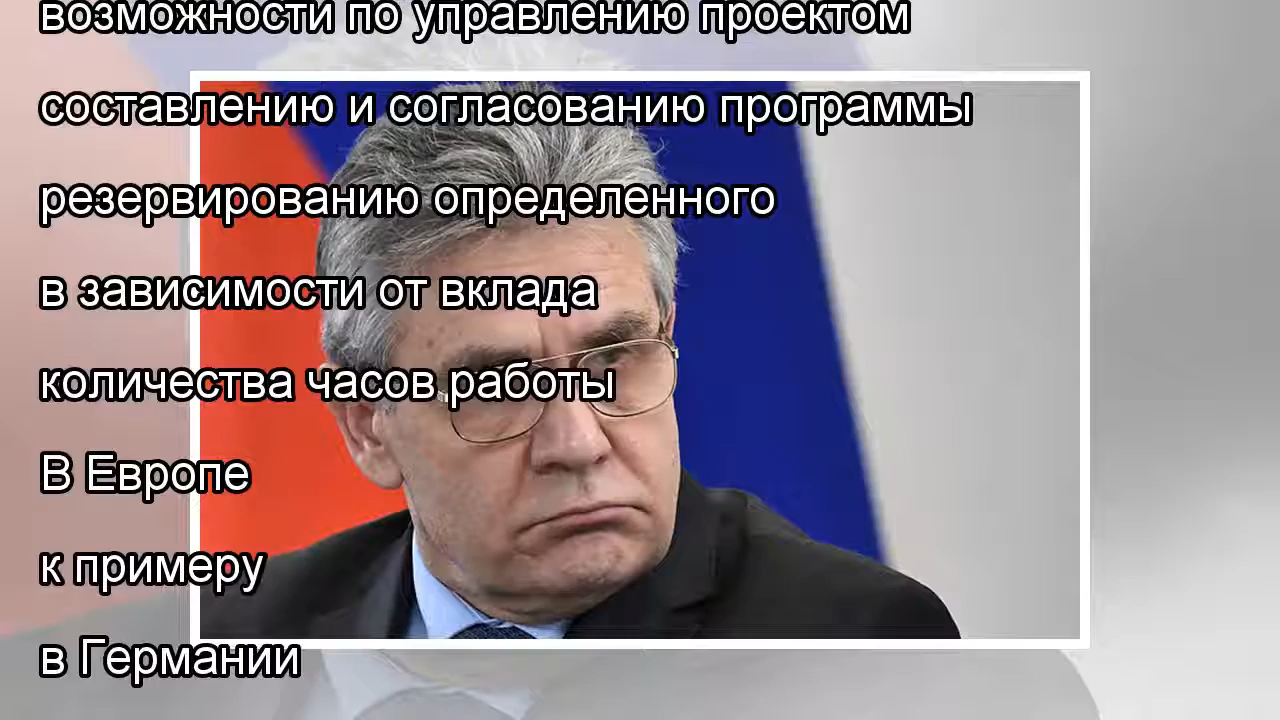 возможности по управлению проектом
составлению и согласованию программы
резервированию определенного
в зависимости от вклада
количества часов работы
В Европе
к примеру
в Германии